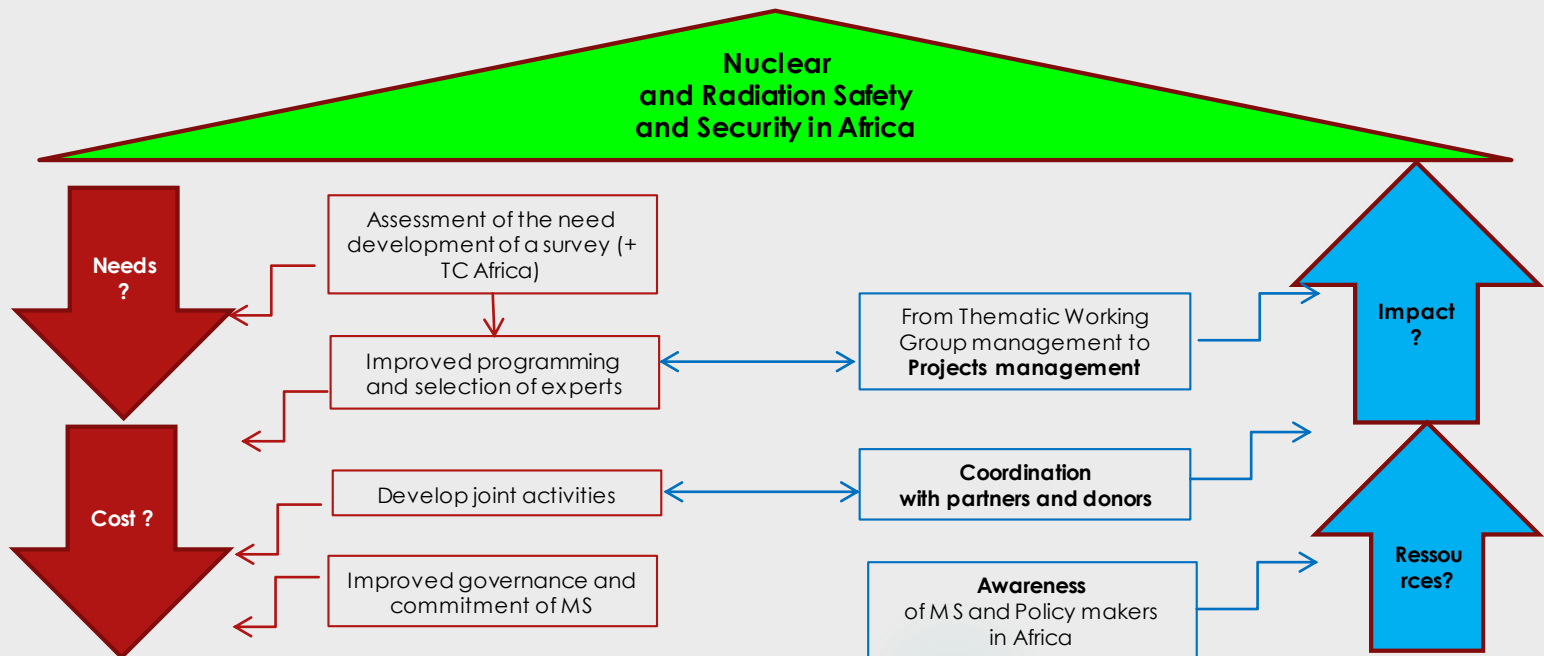 Nuclear
and Radiation Safety
and Security in Africa
Needs
?
Assessment of the need
development of a survey (+
TC Africa)
Improved programming
and selection of experts
From Thematic Working
Group management to
Projects management
Impact
?
Cost ?
Develop joint activities
Coordination
with partners and donors
Improved governance and
commitment of MS
Awareness
of MS and Policy makers
in Africa
Ressou
rces?